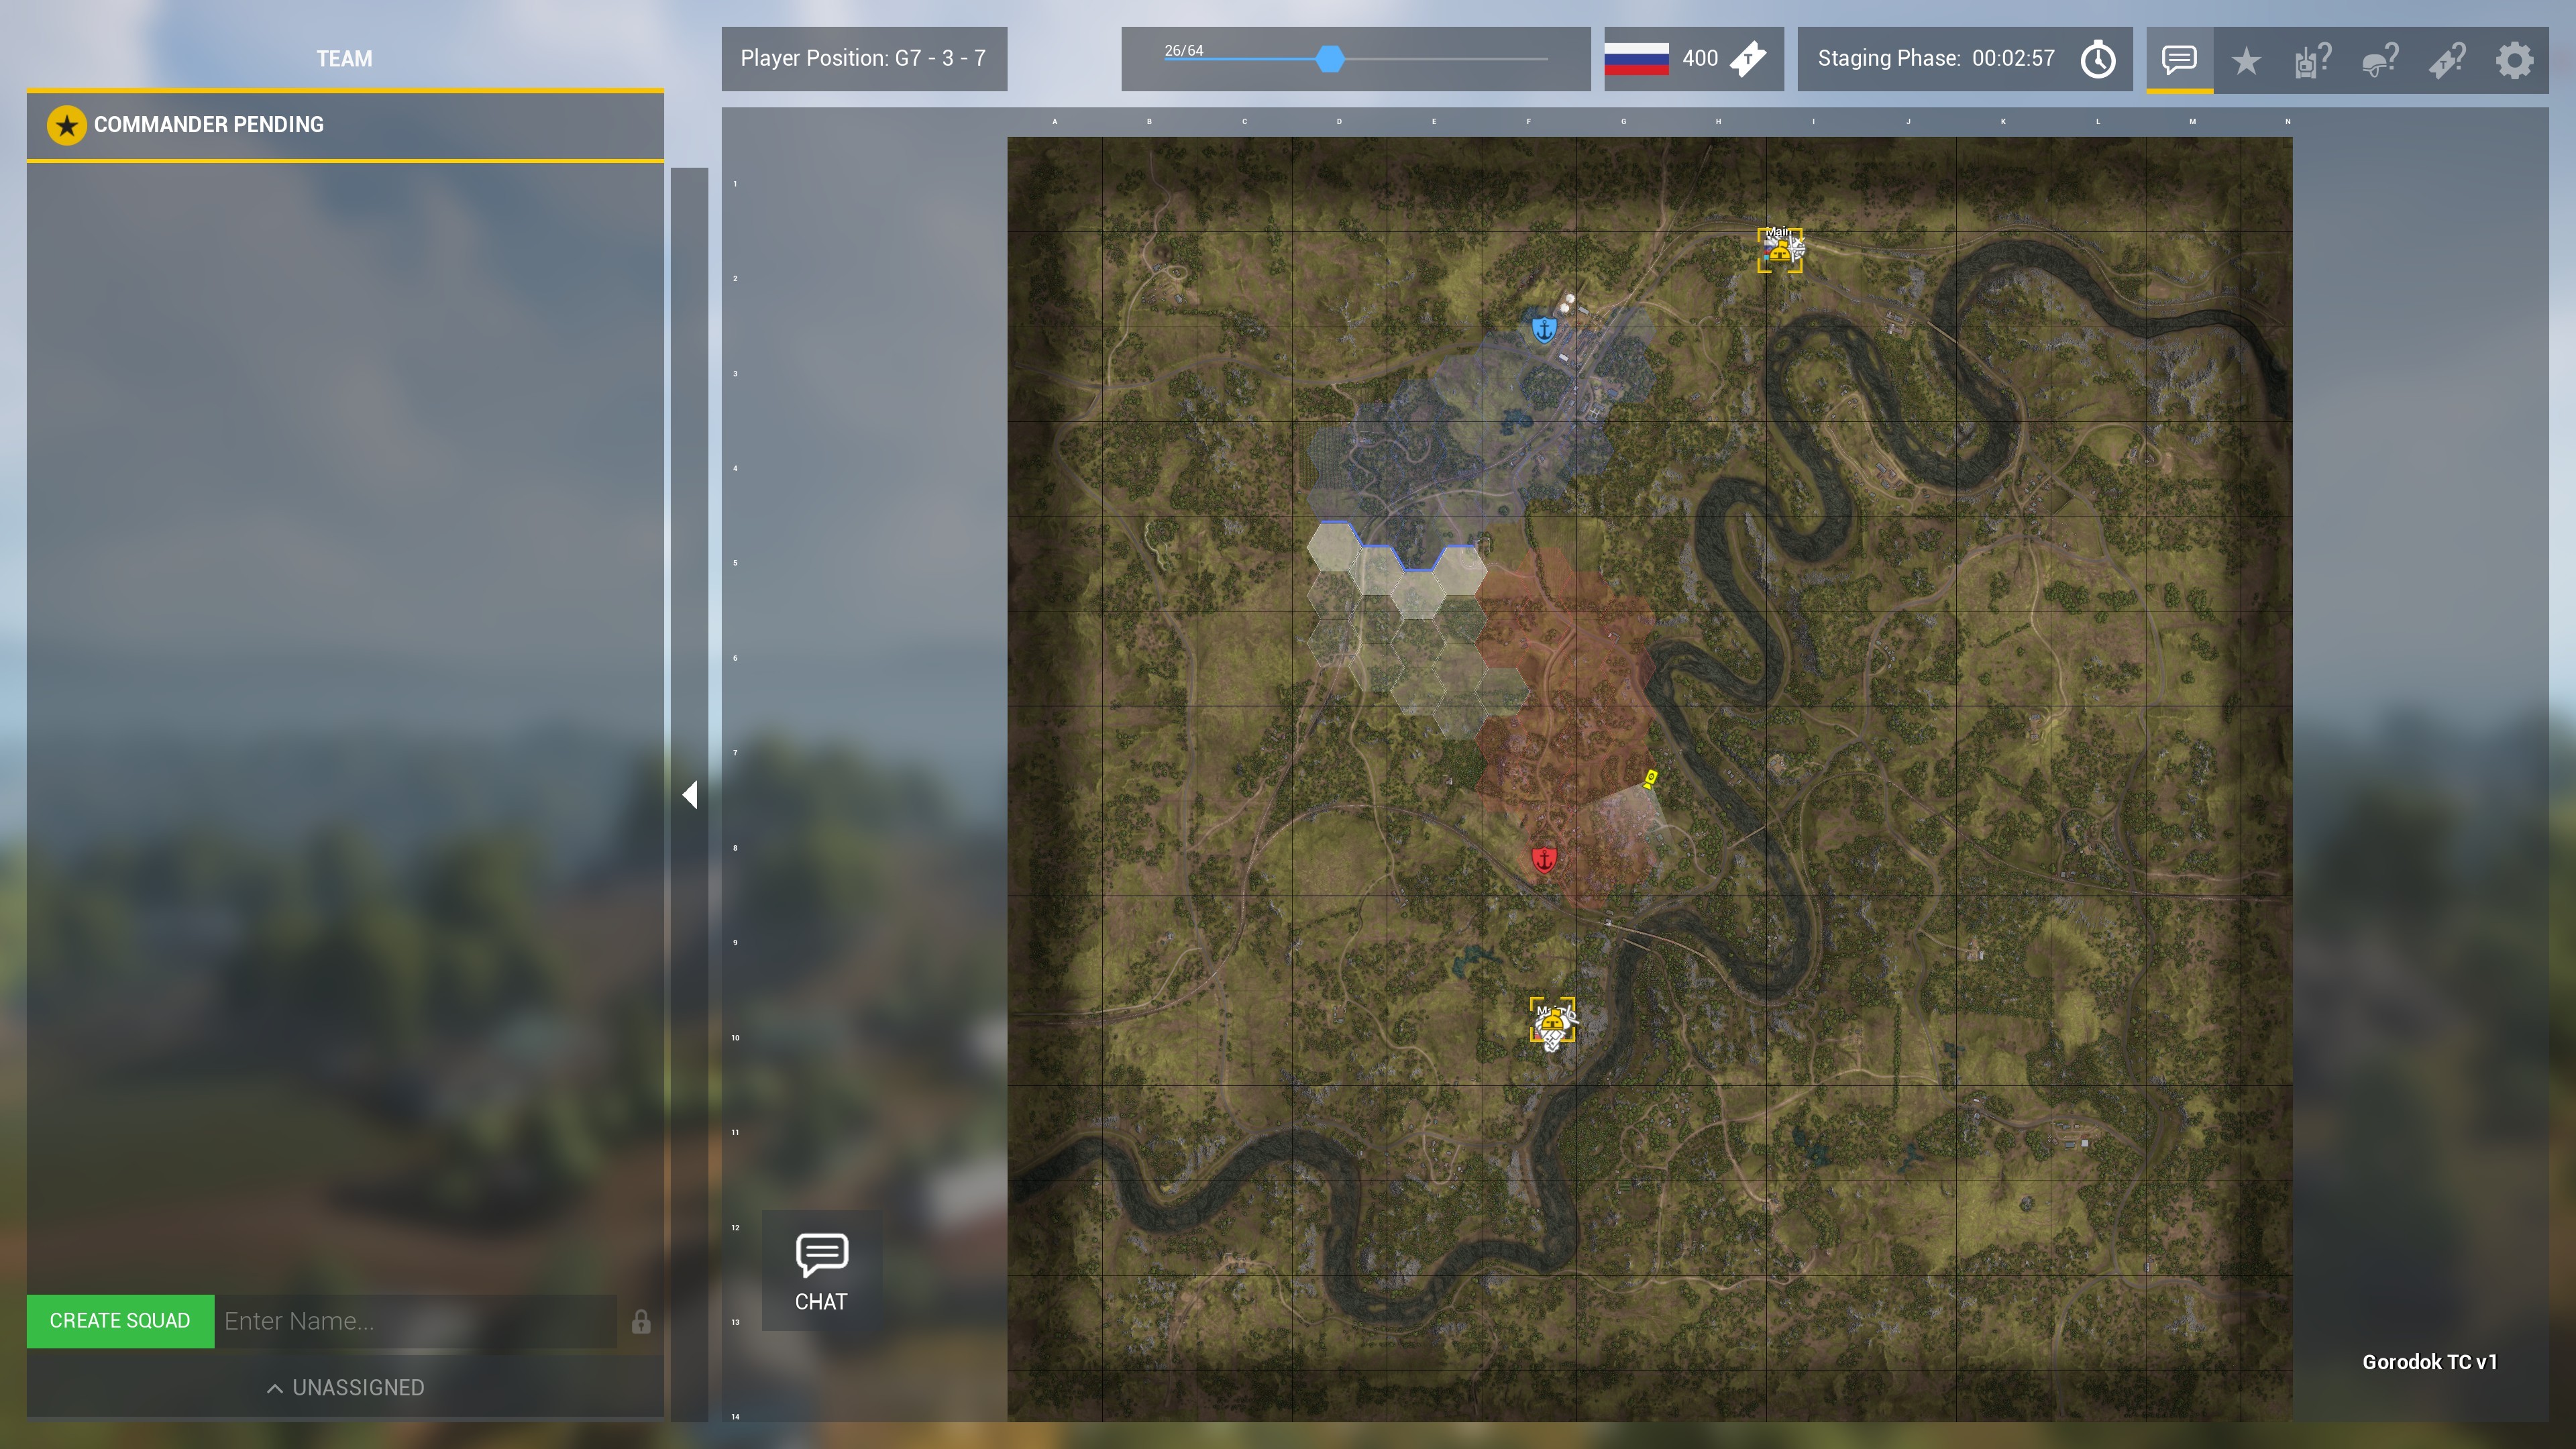 TEAM
Player Position: G7 - 3 - 7
26/64
400
T
Staging Phase: 00:02:57
?
?
T ?
COMMANDER PENDING
A B C D E F G H I J K L M N
1
2
3
4
5
6
7
8
9
10
11
12
13
14
Main
CHAT
CREATE SQUAD
Enter Name...
UNASSIGNED
Gorodok TC v1